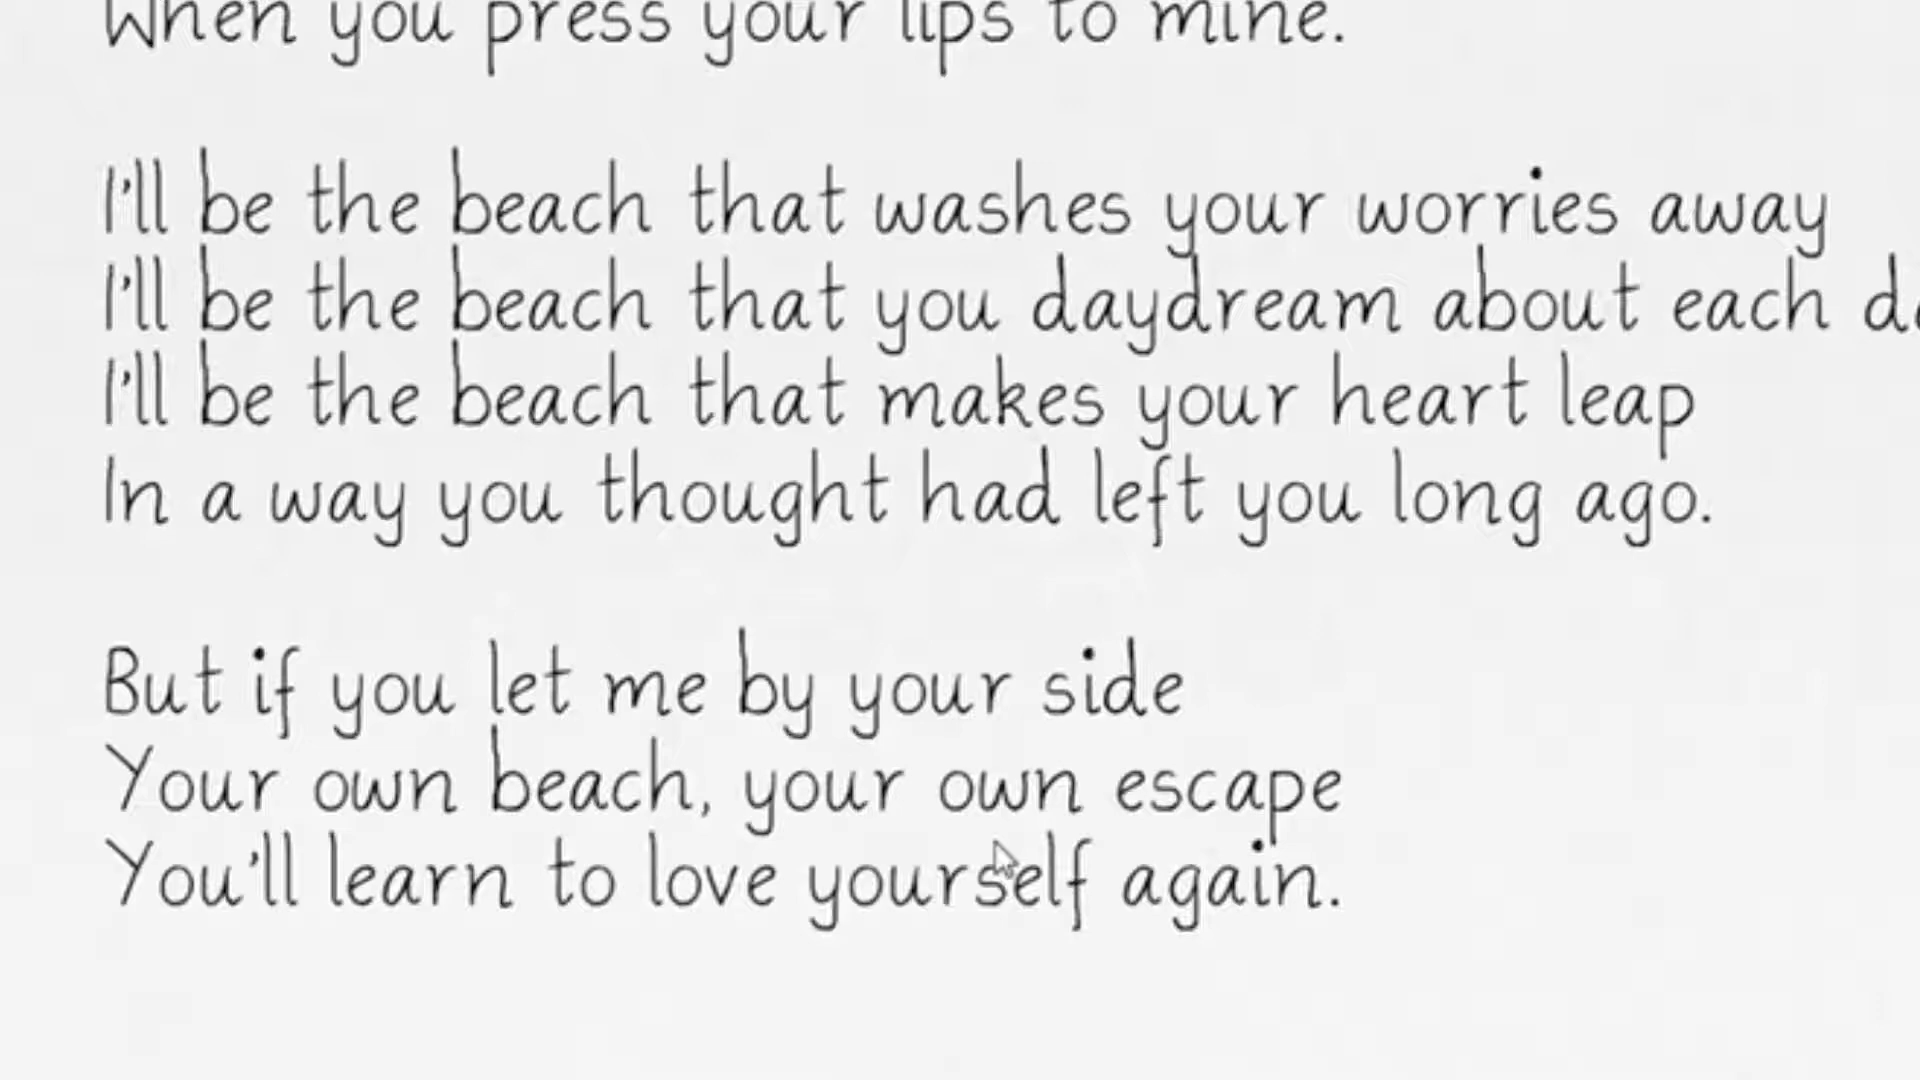 When you press your lips to mine.
I'll be the beach that washes your worries away
I'll be the beach that you daydream about each
I'll be the beach that makes your heart leap
In a way you thought had left you long ago.
But if you let me by your side
Your own beach, your own escape
You'll learn to love yourself again.